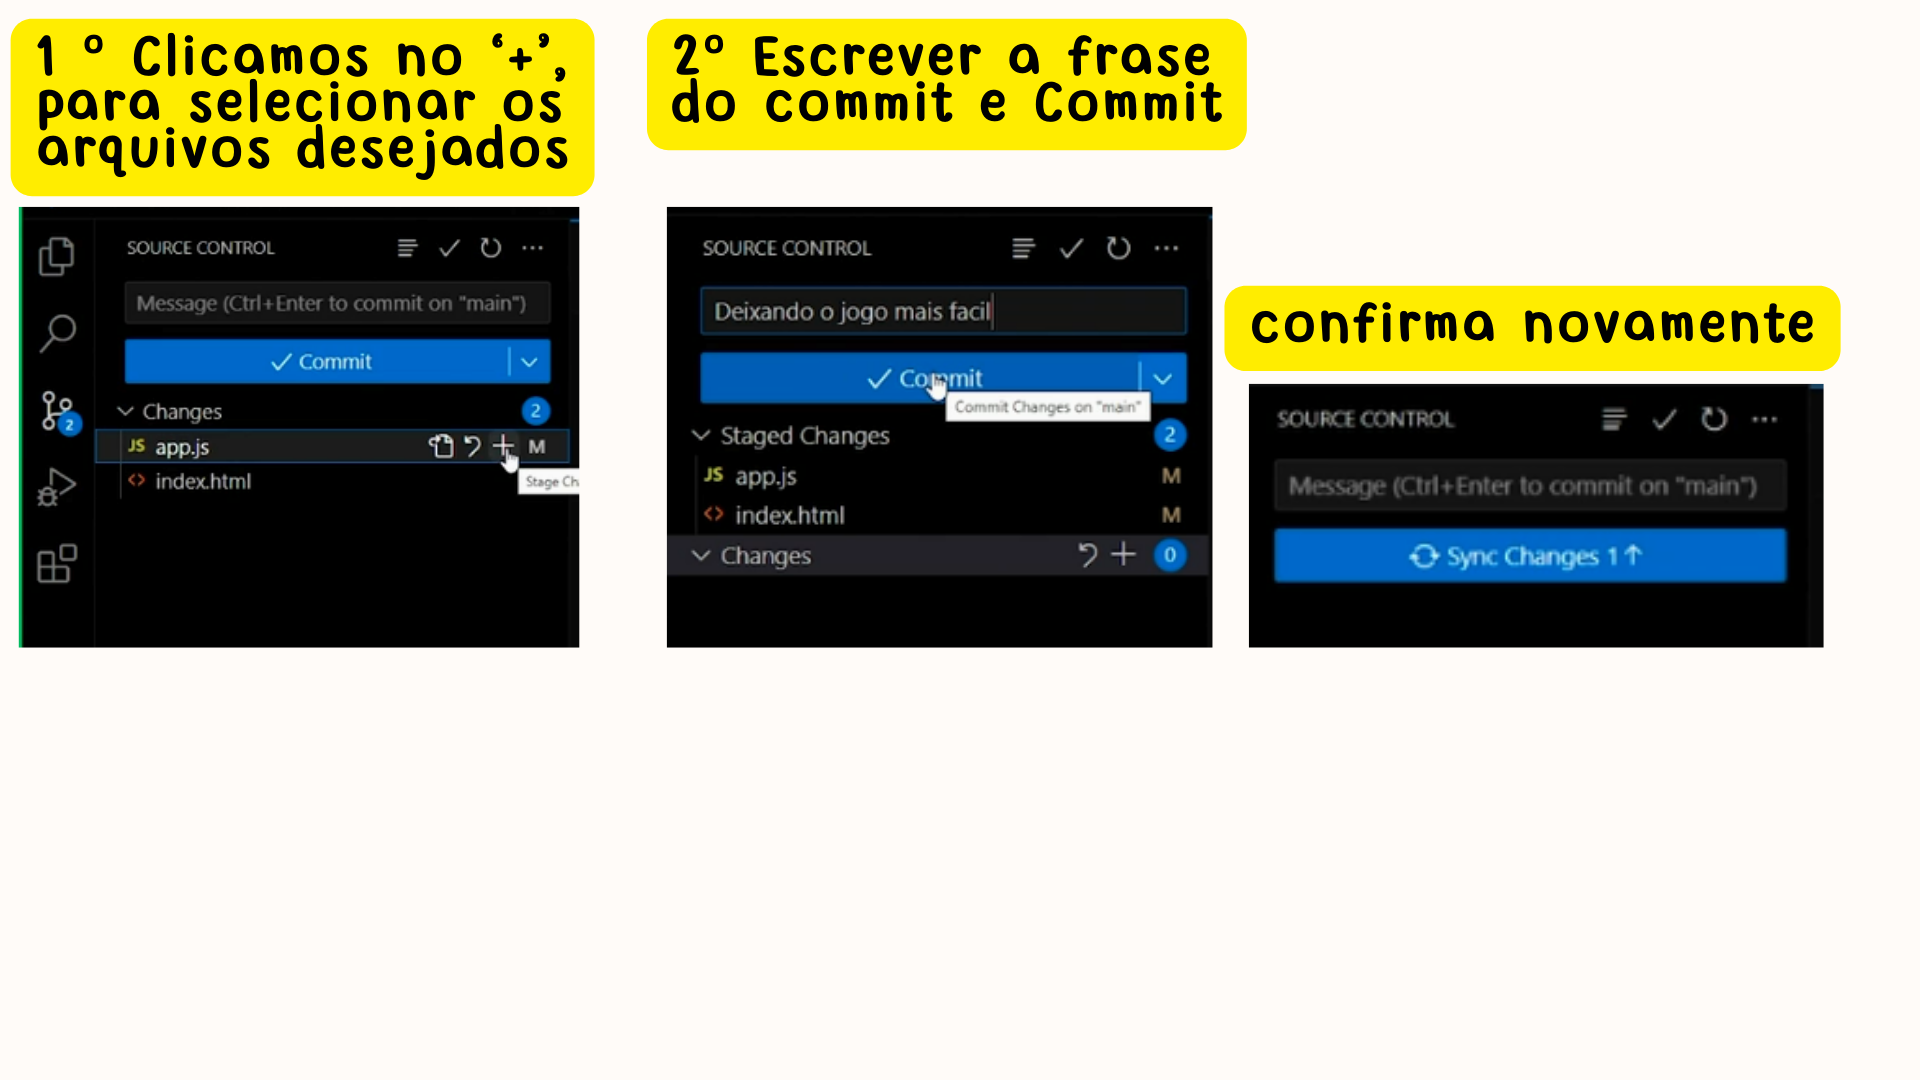 1 º Clicamos no ‘+’,
para selecionar os
arquivos desejados
SOURCE CONTROL
Message (Ctrl+Enter to commit on "main")
Commit
Changes 2
2
JS app.js M
Stage Ch
<> index.html
2º Escrever a frase
do commit e Commit
SOURCE CONTROL
Deixando o jogo mais facil
Commit
Commit Changes on "main"
Staged Changes 2
JS app.js M
<> index.html M
Changes 0
confirma novamente
SOURCE CONTROL
Message (Ctrl+Enter to commit on "main")
Sync Changes 1↑